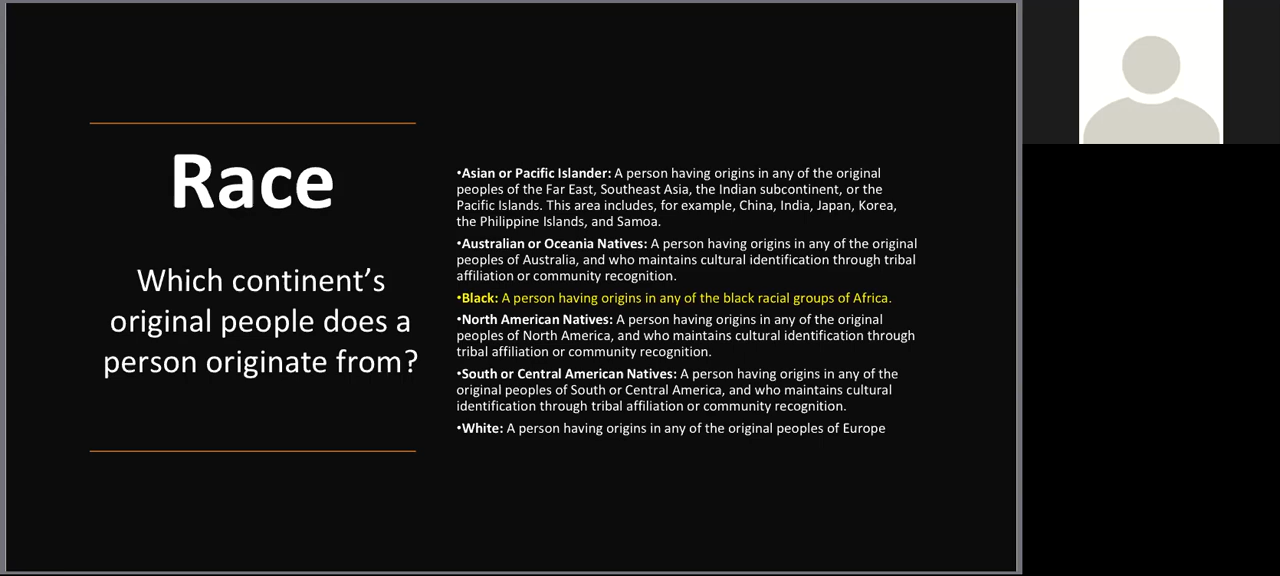 Race
Which continent’s
original people does a
person originate from?
•Asian or Pacific Islander: A person having origins in any of the original
peoples of the Far East, Southeast Asia, the Indian subcontinent, or the
Pacific Islands. This area includes, for example, China, India, Japan, Korea,
the Philippine Islands, and Samoa.
•Australian or Oceania Natives: A person having origins in any of the original
peoples of Australia, and who maintains cultural identification through tribal
affiliation or community recognition.
•Black: A person having origins in any of the black racial groups of Africa.
•North American Natives: A person having origins in any of the original
peoples of North America, and who maintains cultural identification through
tribal affiliation or community recognition.
•South or Central American Natives: A person having origins in any of the
original peoples of South or Central America, and who maintains cultural
identification through tribal affiliation or community recognition.
•White: A person having origins in any of the original peoples of Europe